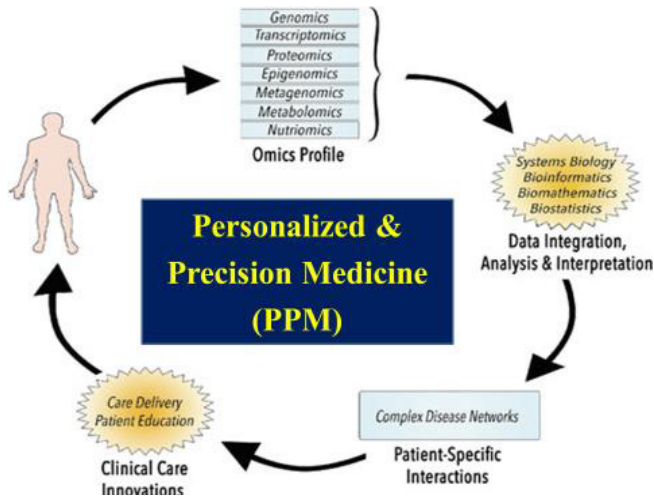 Genomics
Transcriptomics
Proteomics
Epigenomics
Metagenomics
Metabolomics
Nutriomics
Omics Profile
Systems Biology
Bioinformatics
Biomathematics
Biostatistics
Data Integration,
Analysis & Interpretation
Personalized &
Precision Medicine
(PPM)
Complex Disease Networks
Patient-Specific
Interactions
Care Delivery
Patient Education
Clinical Care
Innovations